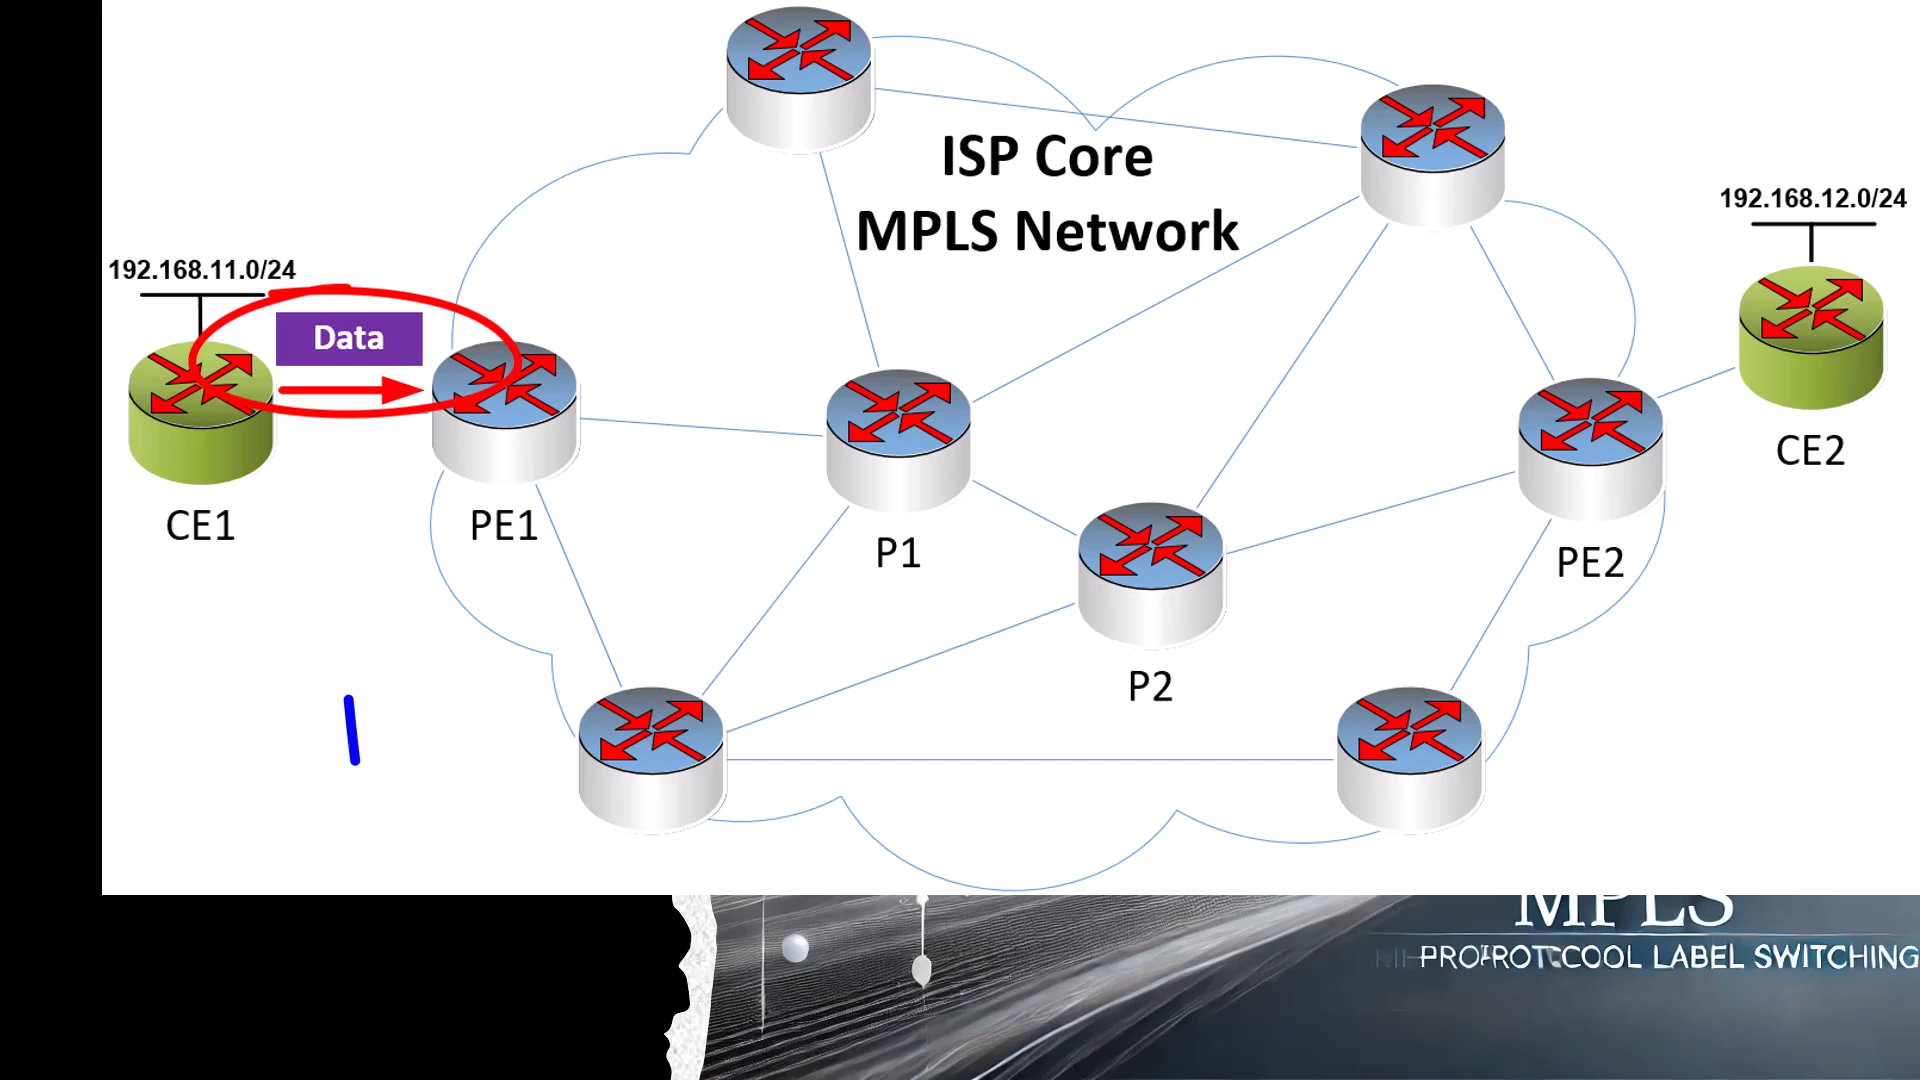 ISP Core
MPLS Network
192.168.12.0/24
192.168.11.0/24
Data
CE2
CE1
PE1
P1
PE2
P2
MPLS
LABEL SWITCHING